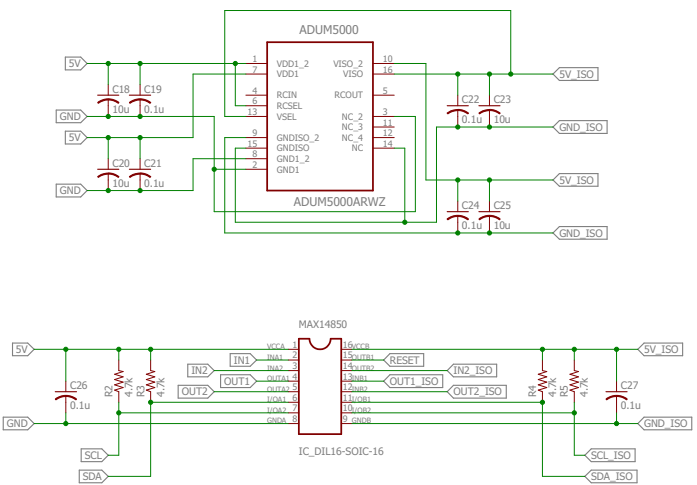 ADUM5000
5V
1 VDD1_2 VISO_2 10
7 VDD1 VISO 16
5V_ISO
C18 C19
4 RCIN RCOUT 5
C22 C23
10u 0.1u
6 RCSEL
0.1u 10u
GND
13 VSEL NC_2 3
NC_3 11
GND_ISO
5V
9 GNDISO_2 NC_4 12
15 GNDISO NC 14
8 GND1_2
C20 C21
2 GND1
10u 0.1u
5V_ISO
GND
ADUM5000ARWZ
C24 C25
0.1u 10u
GND_ISO
MAX14850
5V
VCCA 1 16 VCCB
5V_ISO
IN1
INA1 2 15 OUTB1
RESET
IN2
INA2 3 14 OUTB2
IN2_ISO
OUT1
OUTA1 4 13 INB1
OUT1_ISO
OUT2
OUTA2 5 12 INB2
OUT2_ISO
C26
0.1u
R2
4.7k
R3
4.7k
I/OA1 6 11 I/OB1
R4
4.7k
R5
4.7k
C27
0.1u
I/OA2 7 10 I/OB2
GND
GNDA 8 9 GNDB
GND_ISO
IC_DIL16-SOIC-16
SCL
SCL_ISO
SDA
SDA_ISO